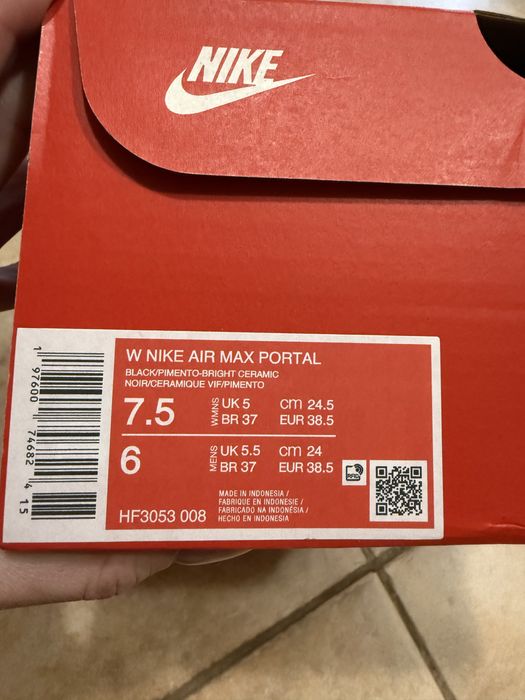 NIKE
W NIKE AIR MAX PORTAL
BLACK/PIMENTO-BRIGHT CERAMIC
NOIR/CERAMIQUE VIF/PIMENTO
7.5 WMNS UK 5 cm 24.5
BR 37 EUR 38.5
6 MENS UK 5.5 cm 24
BR 37 EUR 38.5
MADE IN INDONESIA /
FABRIQUE EN INDONESIE /
FABRICADO NA INDONÉSIA /
HF3053 008 HECHO EN INDONESIA
1 97600 74682 4 15